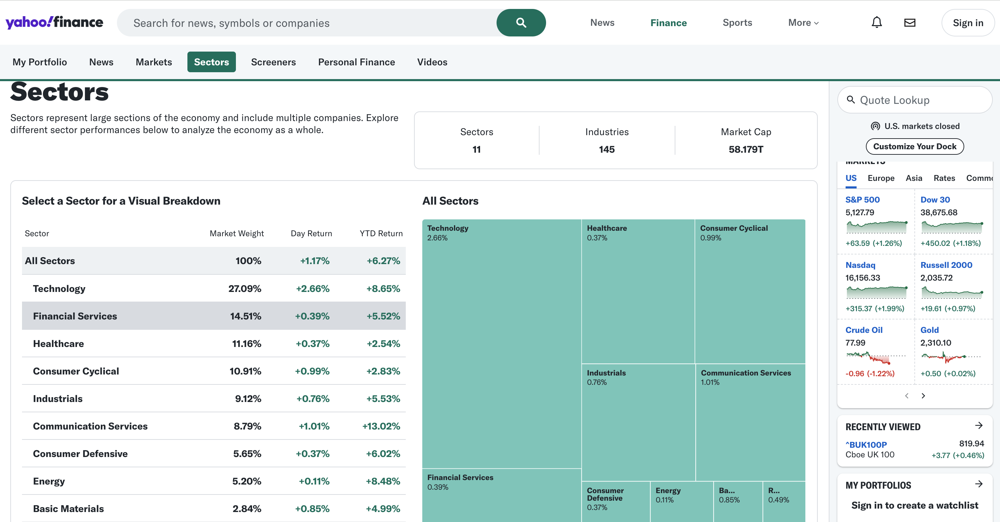 yahoo!finance
Search for news, symbols or companies
News
Finance
Sports
More
Sign in
My Portfolio
News
Markets
Sectors
Screeners
Personal Finance
Videos
Sectors
Sectors represent large sections of the economy and include multiple companies. Explore
different sector performances below to analyze the economy as a whole.
Sectors
11
Industries
145
Market Cap
58.179T
Select a Sector for a Visual Breakdown
Sector Market Weight Day Return YTD Return
All Sectors 100% +1.17% +6.27%
Technology 27.09% +2.66% +8.65%
Financial Services 14.51% +0.39% +5.52%
Healthcare 11.16% +0.37% +2.54%
Consumer Cyclical 10.91% +0.99% +2.83%
Industrials 9.12% +0.76% +5.53%
Communication Services 8.79% +1.01% +13.02%
Consumer Defensive 5.65% +0.37% +6.02%
Energy 5.20% +0.11% +8.48%
Basic Materials 2.84% +0.85% +4.99%
All Sectors
Technology
2.66%
Healthcare
0.37%
Consumer Cyclical
0.99%
Industrials
0.76%
Communication Services
1.01%
Financial Services
0.39%
Consumer
Defensive
0.37%
Energy
0.11%
Ba...
0.85%
R...
0.49%
Quote Lookup
U.S. markets closed
Customize Your Dock
MARKETS
US Europe Asia Rates Commo
S&P 500
5,127.79
+63.59 (+1.26%)
Dow 30
38,675.68
+450.02 (+1.18%)
Nasdaq
16,156.33
+315.37 (+1.99%)
Russell 2000
2,035.72
+19.61 (+0.97%)
Crude Oil
77.99
-0.96 (-1.22%)
Gold
2,310.10
+0.50 (+0.02%)
RECENTLY VIEWED
^BUK100P 819.94
Cboe UK 100 +3.77 (+0.46%)
MY PORTFOLIOS
Sign in to create a watchlist